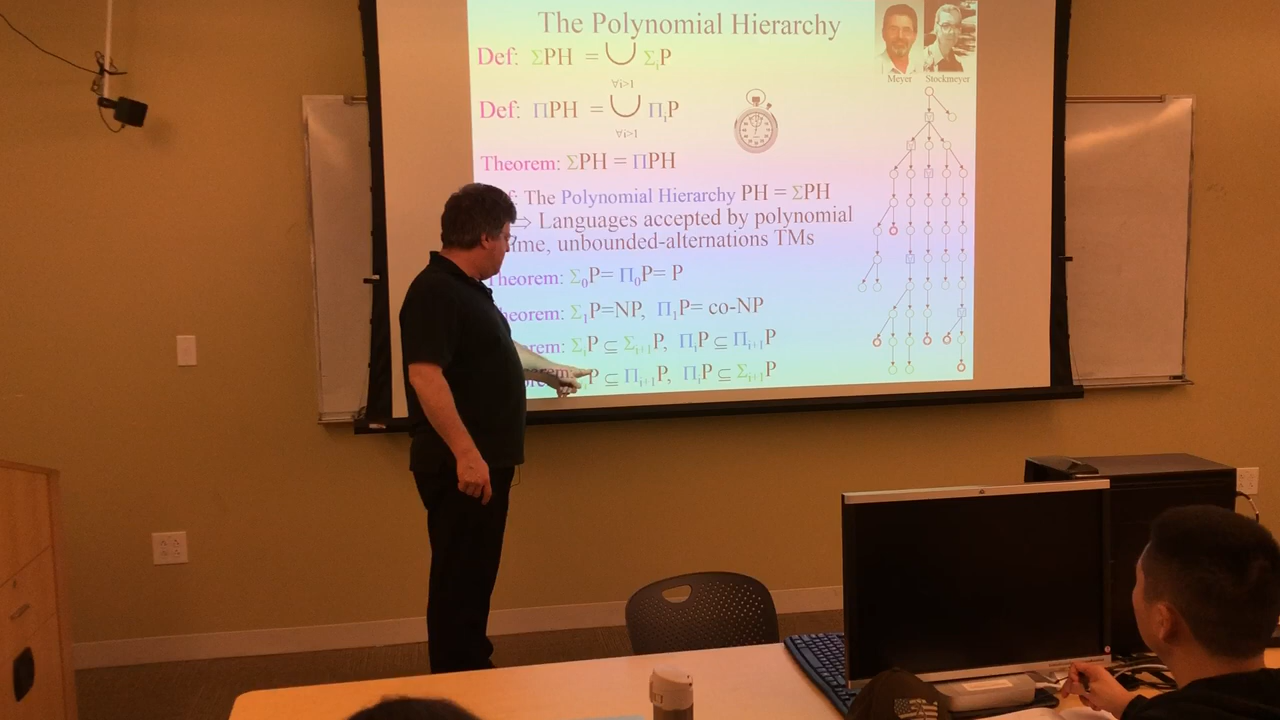 The Polynomial Hierarchy
Def: ΣPH = ∪ ΣᵢP
∀i>1
Def: ΠPH = ∪ ΠᵢP
∀i>1
Theorem: ΣPH = ΠPH
The Polynomial Hierarchy PH = ΣPH
⇒ Languages accepted by polynomial
unbounded-alternations TMs
Theorem: Σ₀P= Π₀P= P
Σ₁P=NP, Π₁P= co-NP
ΣᵢP ⊆ Σᵢ₊₁P, ΠᵢP ⊆ Πᵢ₊₁P
P ⊆ Πᵢ₊₁P, ΠᵢP ⊆ Σᵢ₊₁P
Meyer Stockmeyer